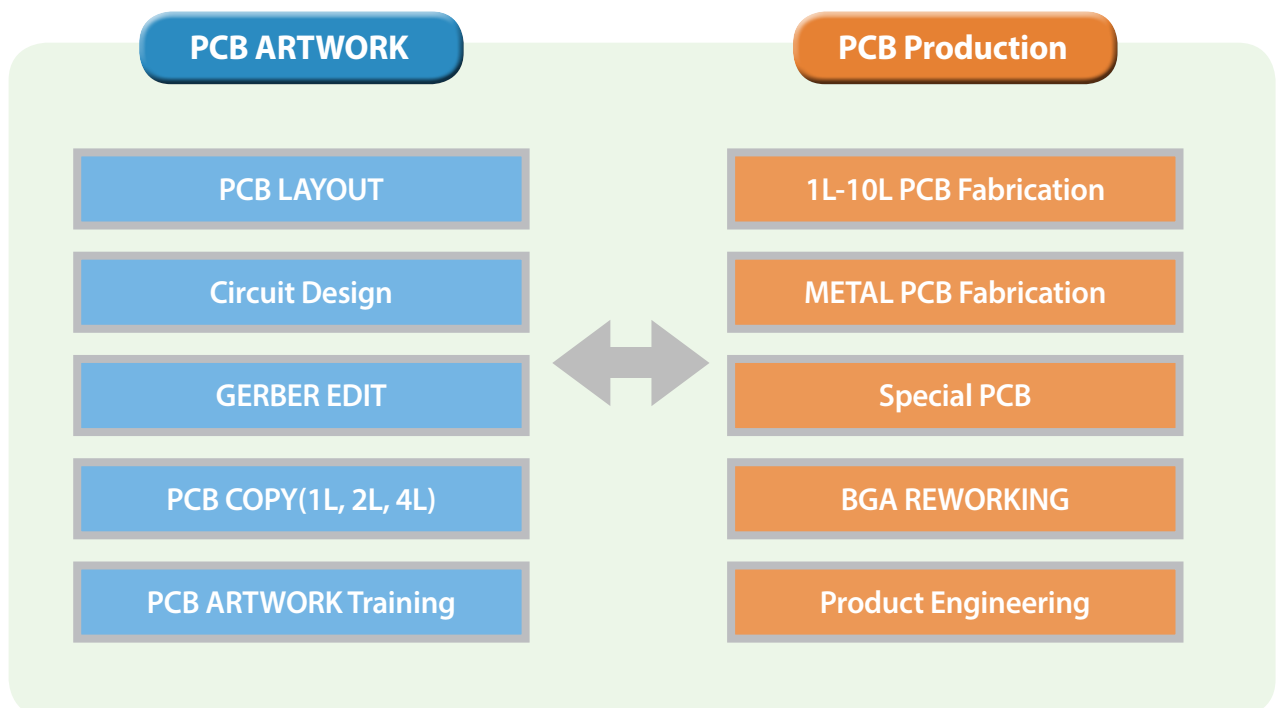 PCB ARTWORK
PCB LAYOUT
Circuit Design
GERBER EDIT
PCB COPY(1L, 2L, 4L)
PCB ARTWORK Training
PCB Production
1L-10L PCB Fabrication
METAL PCB Fabrication
Special PCB
BGA REWORKING
Product Engineering